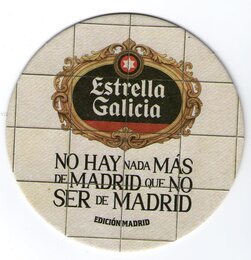 Estrella
Galicia
NO HAY NADA MÁS
DE MADRID QUE NO
SER DE MADRID
EDICIÓN MADRID